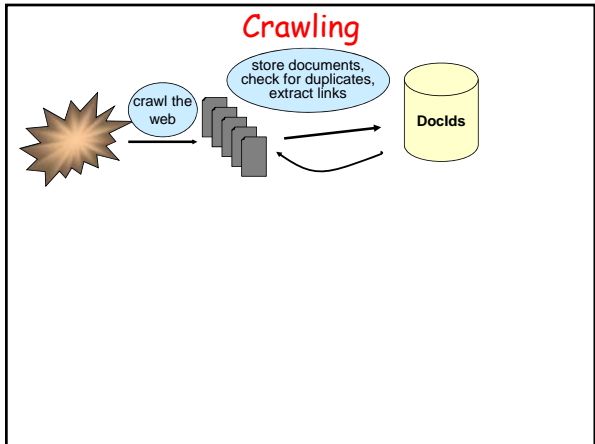 Crawling
store documents,
check for duplicates,
extract links
crawl the
web
DocIds